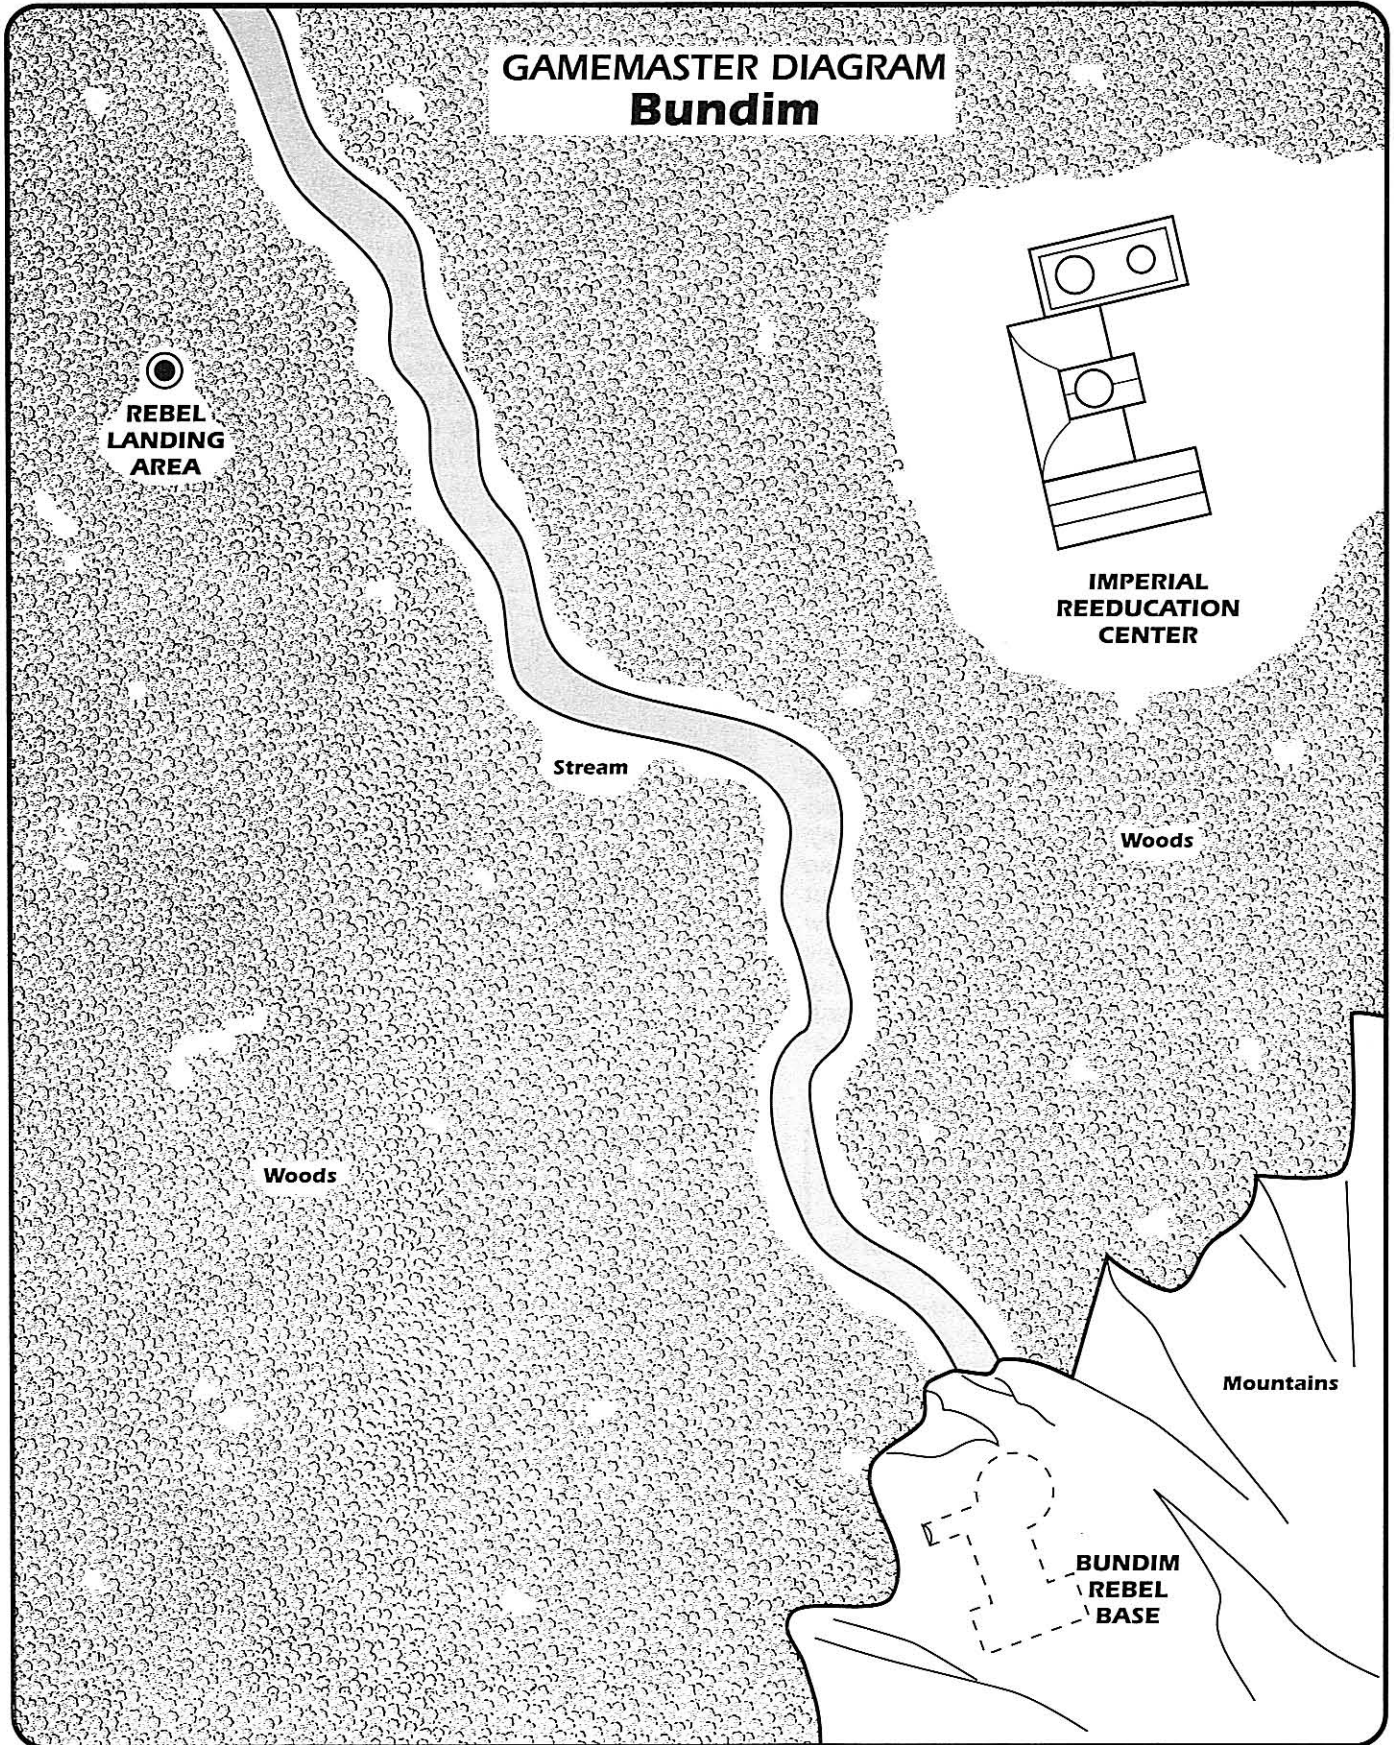 GAMEMASTER DIAGRAM
Bundim
REBEL
LANDING
AREA
IMPERIAL
REEDUCATION
CENTER
Stream
Woods
Woods
Mountains
BUNDIM
REBEL
BASE